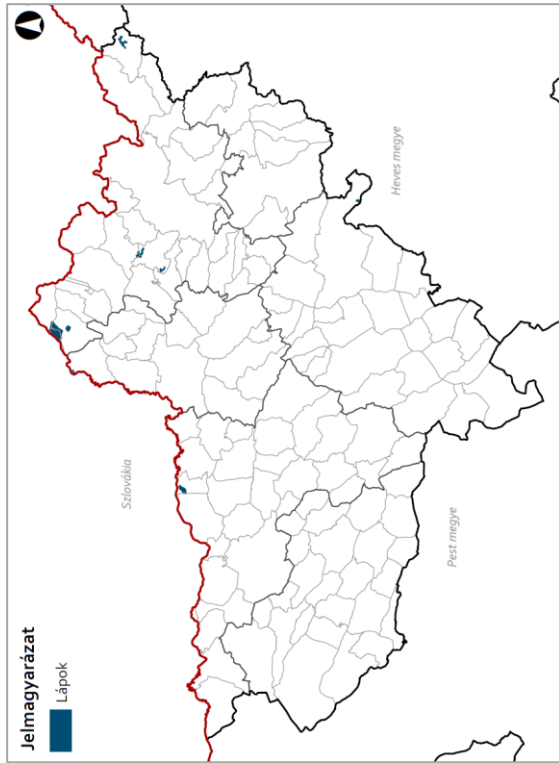 Jelmagyarázat
Lápok
Szlovákia
Pest megye
Heves megye